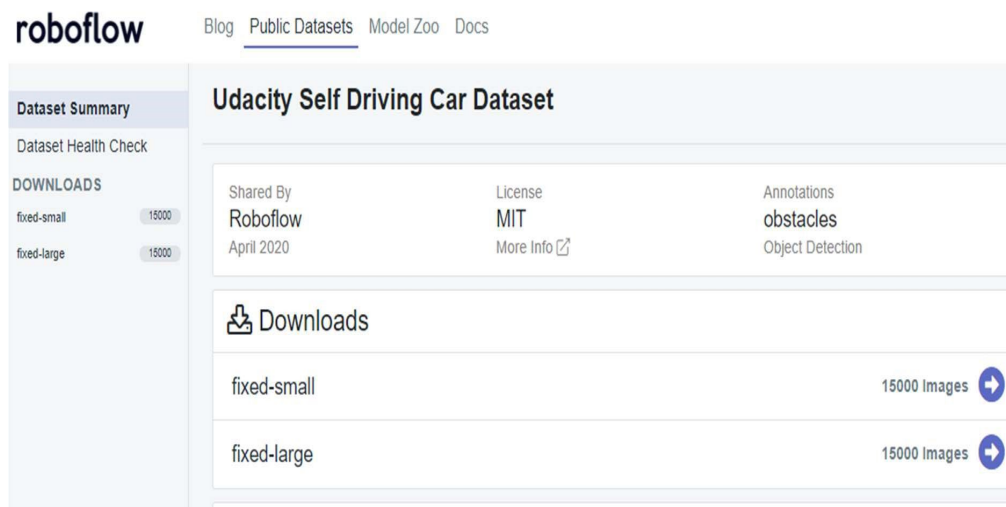 roboflow
Blog Public Datasets Model Zoo Docs
Dataset Summary
Dataset Health Check
DOWNLOADS
fixed-small 15000
fixed-large 15000
Udacity Self Driving Car Dataset
Shared By License Annotations
Roboflow MIT obstacles
April 2020 More Info Object Detection
Downloads
fixed-small 15000 Images
fixed-large 15000 Images